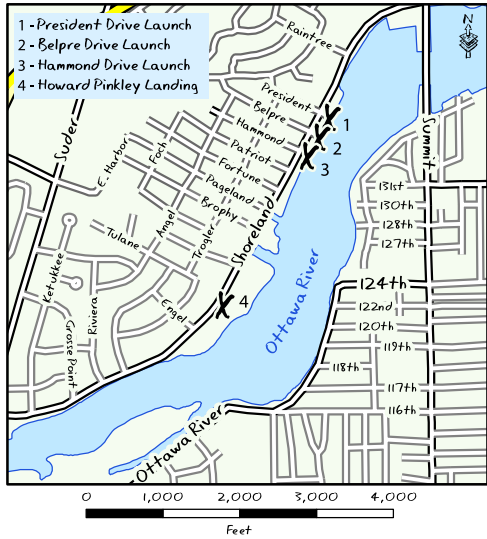 1 - President Drive Launch
2 - Belpre Drive Launch
3 - Hammond Drive Launch
4 - Howard Pinkley Landing
N
Raintree
President
Belpre
Hammond
Patriot
Fortune
Pageland
Brophy
Suder
E. Harbor
Foch
Angel
Trogler
Shoreland
Summit
1
2
3
4
131st
130th
128th
127th
124th
122nd
120th
119th
118th
117th
116th
Tulane
Ketukkee
Riviera
Engel
Grosse Point
Ottawa River
Ottawa River
0 1,000 2,000 3,000 4,000
Feet